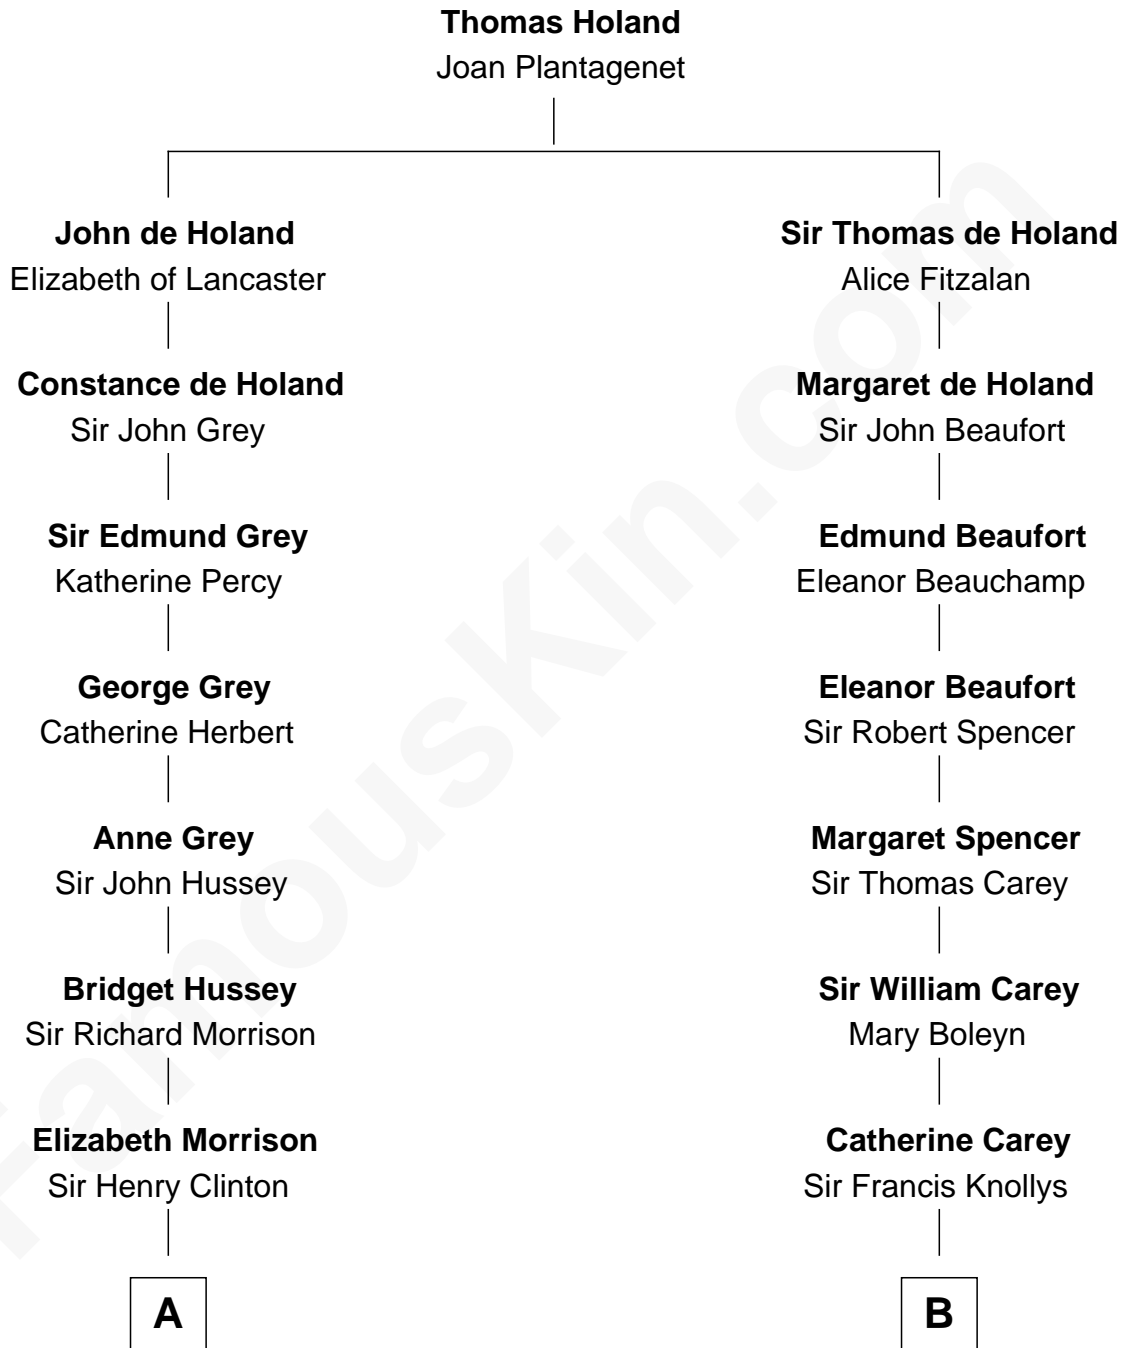 Thomas Holand
Joan Plantagenet
John de Holand
Elizabeth of Lancaster
Constance de Holand
Sir John Grey
Sir Edmund Grey
Katherine Percy
George Grey
Catherine Herbert
Anne Grey
Sir John Hussey
Bridget Hussey
Sir Richard Morrison
Elizabeth Morrison
Sir Henry Clinton
A
Sir Thomas de Holand
Alice Fitzalan
Margaret de Holand
Sir John Beaufort
Edmund Beaufort
Eleanor Beauchamp
Eleanor Beaufort
Sir Robert Spencer
Margaret Spencer
Sir Thomas Carey
Sir William Carey
Mary Boleyn
Catherine Carey
Sir Francis Knollys
B
FamousKin.com